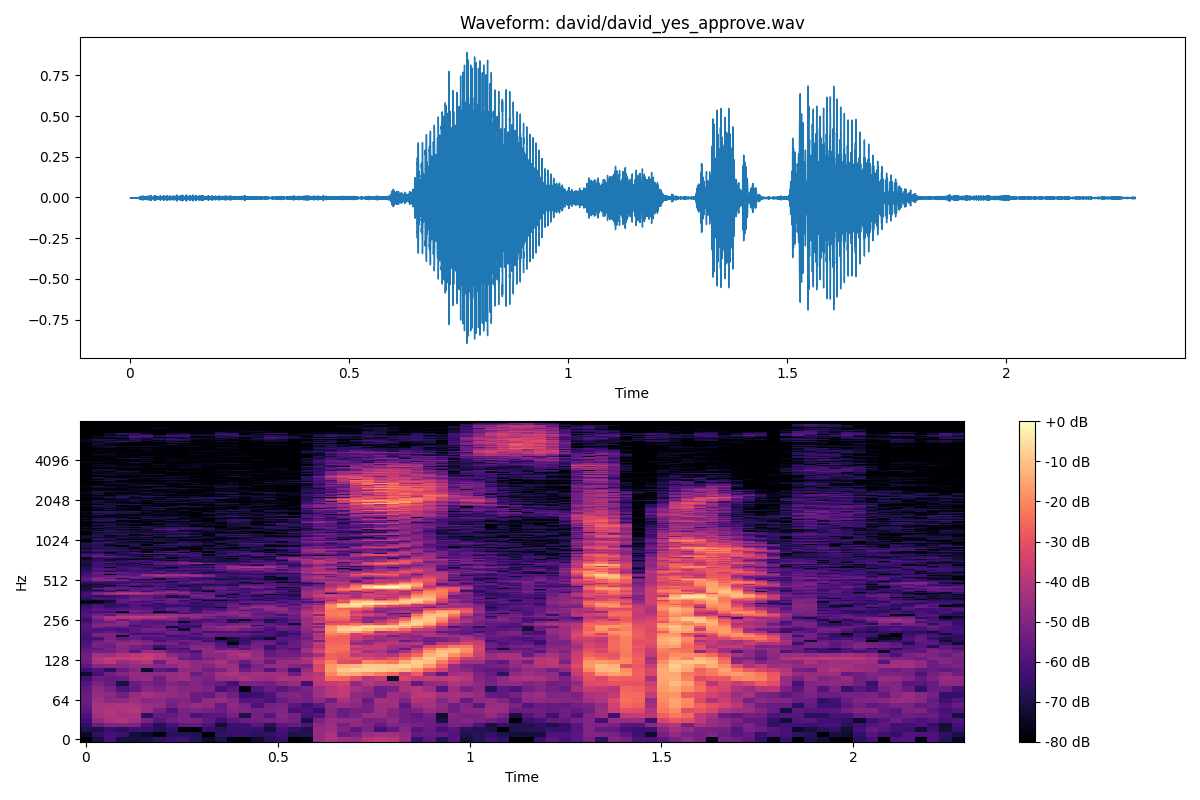 Waveform: david/david_yes_approve.wav
0.75
0.50
0.25
0.00
−0.25
−0.50
−0.75
0 0.5 1 1.5 2
Time
Hz
4096
2048
1024
512
256
128
64
0
0 0.5 1 1.5 2
Time
+0 dB
-10 dB
-20 dB
-30 dB
-40 dB
-50 dB
-60 dB
-70 dB
-80 dB